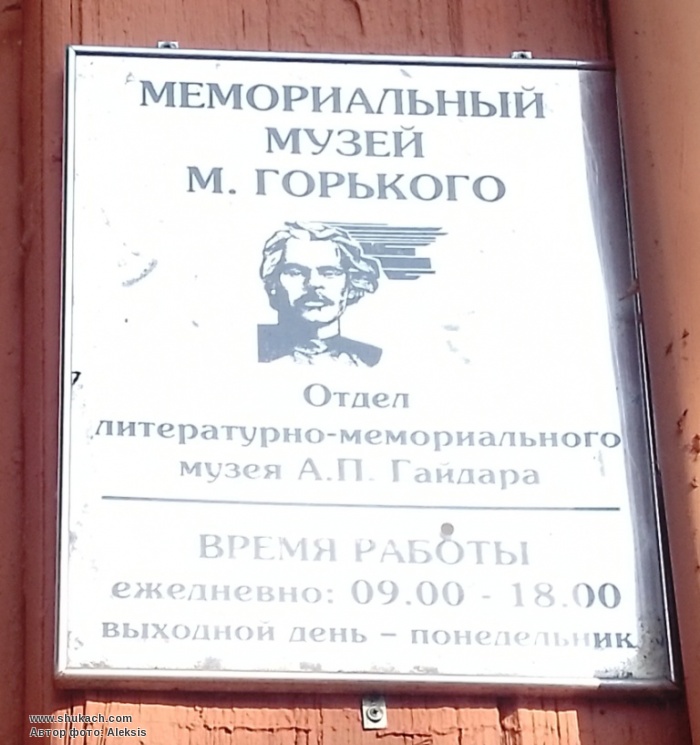 МЕМОРИАЛЬНЫЙ
МУЗЕЙ
М. ГОРЬКОГО
Отдел
литературно-мемориального
музея А.П. Гайдара
ВРЕМЯ РАБОТЫ
ежедневно: 09.00 - 18.00
выходной день – понедельник
www.shukach.com
Автор фото: Aleksis